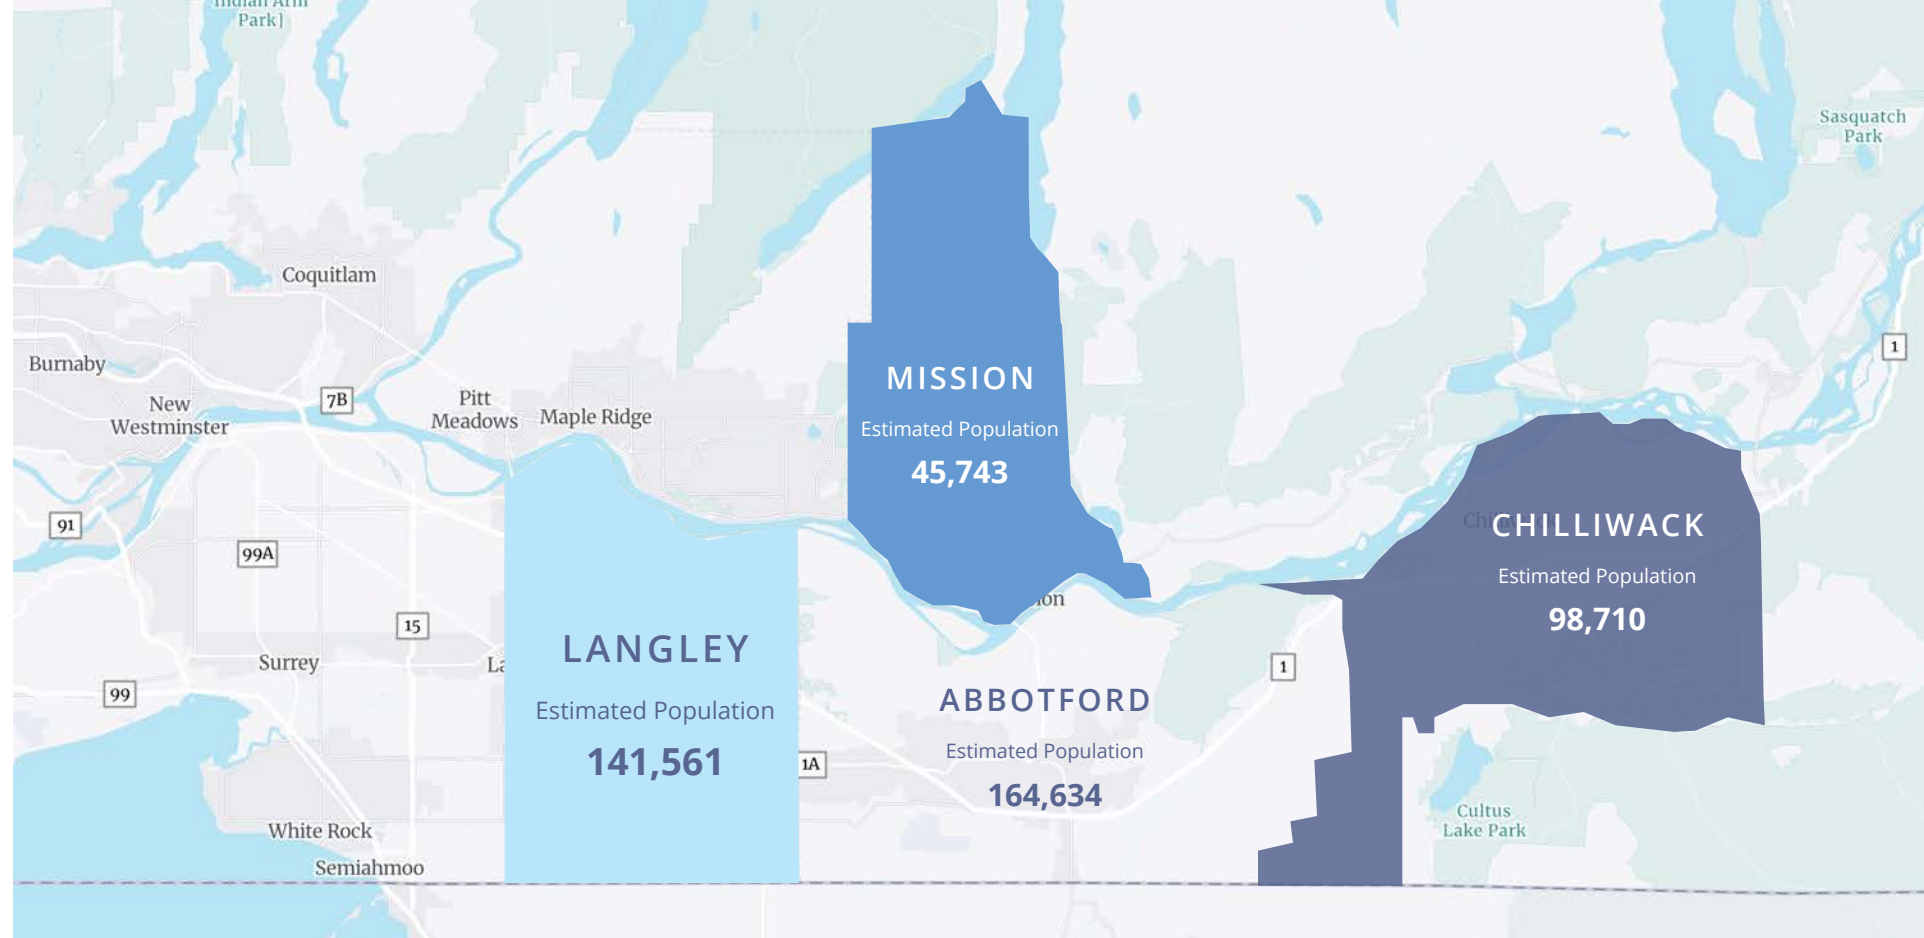 Indian Arm
Park]
Sasquatch
Park
Coquitlam
1
Burnaby
7B
New
Westminster
Pitt
Meadows
Maple Ridge
MISSION
Estimated Population
45,743
91
99A
CHILLIWACK
Estimated Population
98,710
15
Surrey
99
LANGLEY
Estimated Population
141,561
1
ABBOTFORD
Estimated Population
164,634
1A
White Rock
Semiahmoo
Cultus
Lake Park